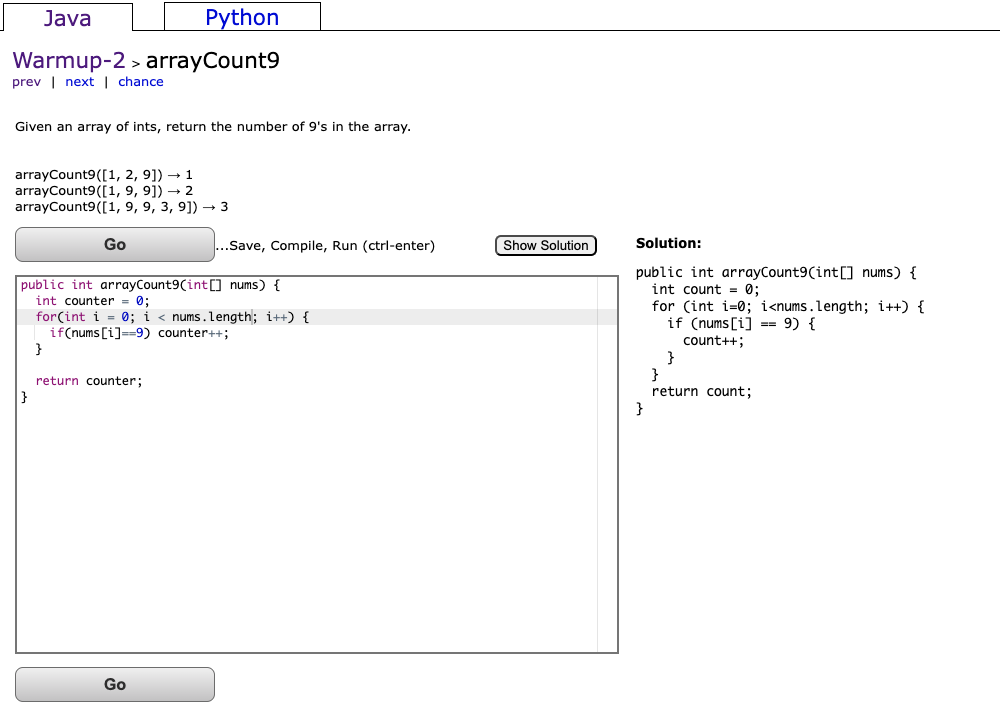 Java Python
Warmup-2 > arrayCount9
prev | next | chance
Given an array of ints, return the number of 9's in the array.
arrayCount9([1, 2, 9]) → 1
arrayCount9([1, 9, 9]) → 2
arrayCount9([1, 9, 9, 3, 9]) → 3
Go ...Save, Compile, Run (ctrl-enter) Show Solution
public int arrayCount9(int[] nums) {
  int counter = 0;
  for(int i = 0; i < nums.length; i++) {
    if(nums[i]==9) counter++;
  }
  return counter;
}
Go
Solution:
public int arrayCount9(int[] nums) {
  int count = 0;
  for (int i=0; i<nums.length; i++) {
    if (nums[i] == 9) {
      count++;
    }
  }
  return count;
}